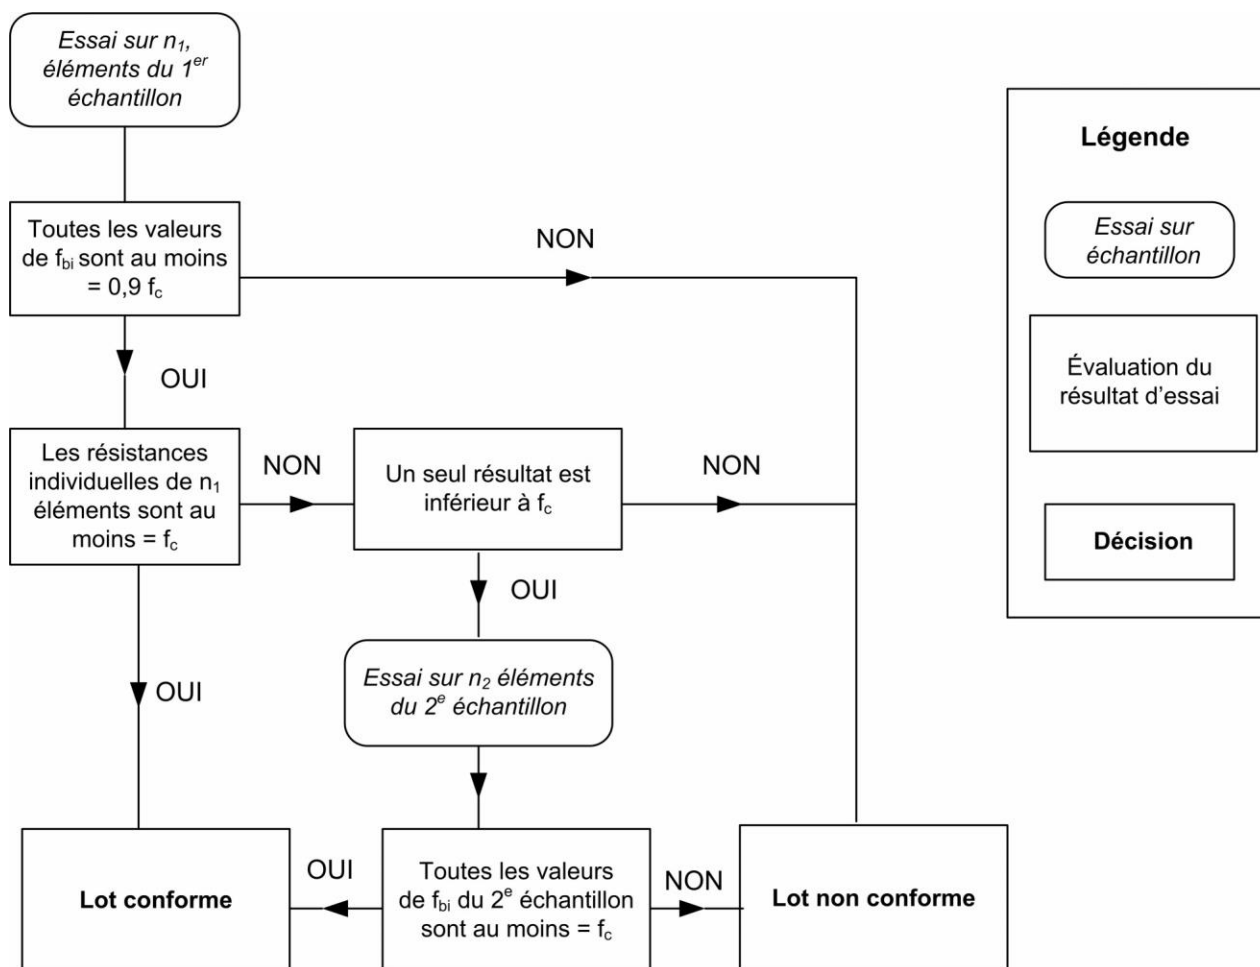 Essai sur n₁,
éléments du 1er
échantillon
Toutes les valeurs
de fbi sont au moins
= 0,9 fc
NON
OUI
Les résistances
individuelles de n₁
éléments sont au
moins = fc
NON
Un seul résultat est
inférieur à fc
NON
OUI
Essai sur n₂ éléments
du 2e échantillon
OUI
Lot conforme
OUI
Toutes les valeurs
de fbi du 2e échantillon
sont au moins = fc
NON
Lot non conforme
Légende
Essai sur
échantillon
Évaluation du
résultat d’essai
Décision